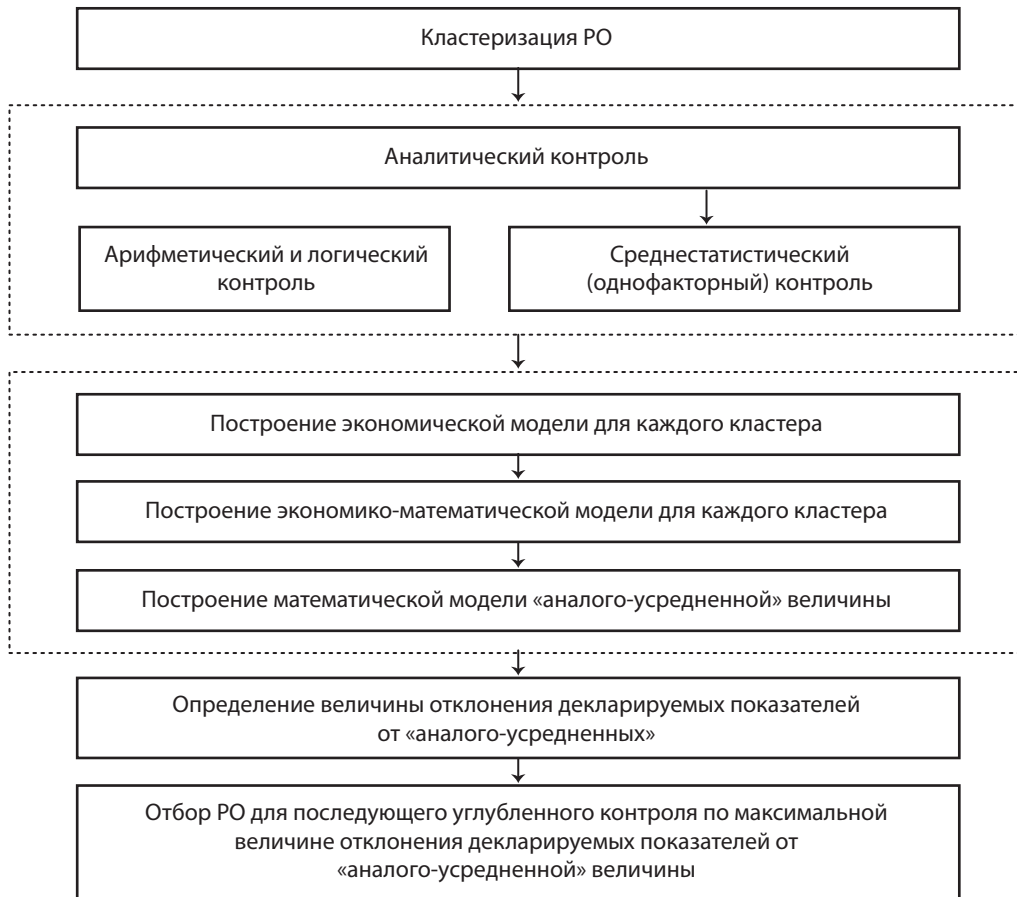 Кластеризация РО
Аналитический контроль
Арифметический и логический
контроль
Среднестатистический
(однофакторный) контроль
Построение экономической модели для каждого кластера
Построение экономико-математической модели для каждого кластера
Построение математической модели «аналого-усредненной» величины
Определение величины отклонения декларируемых показателей
от «аналого-усредненных»
Отбор РО для последующего углубленного контроля по максимальной
величине отклонения декларируемых показателей от
«аналого-усредненной» величины